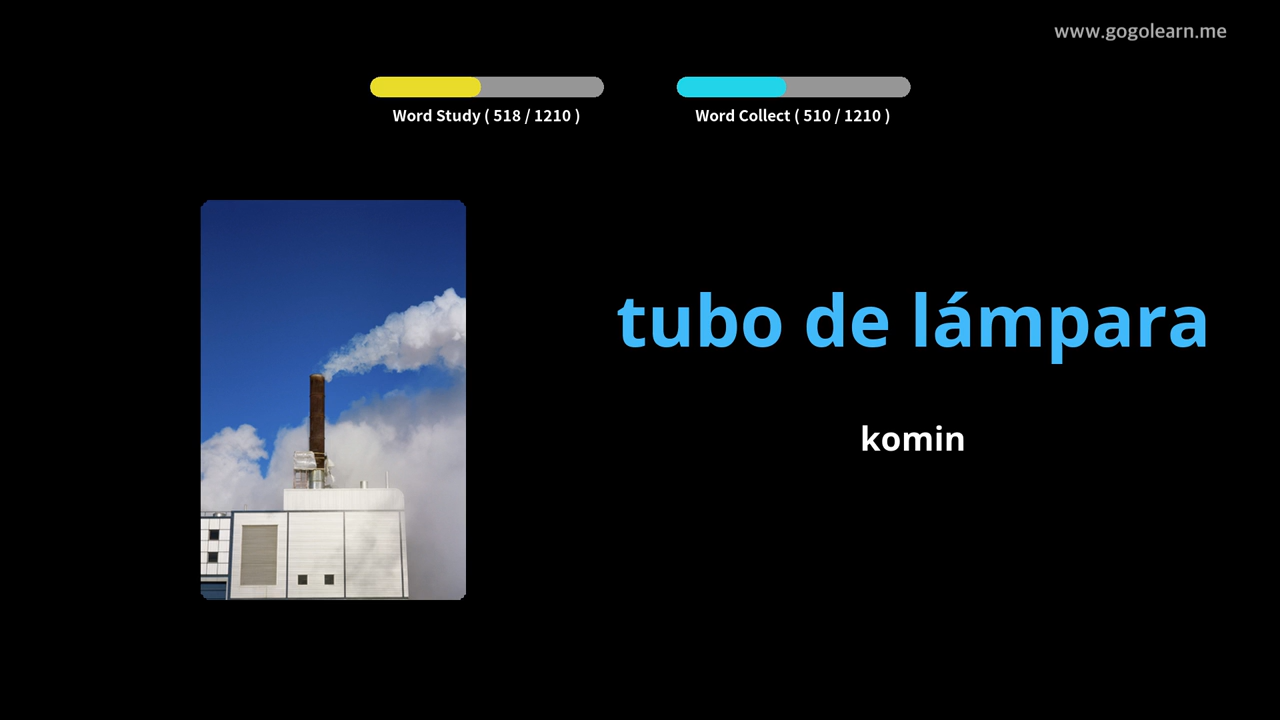 www.gogolearn.me
Word Study ( 518 / 1210 )
Word Collect ( 510 / 1210 )
tubo de lámpara
komin